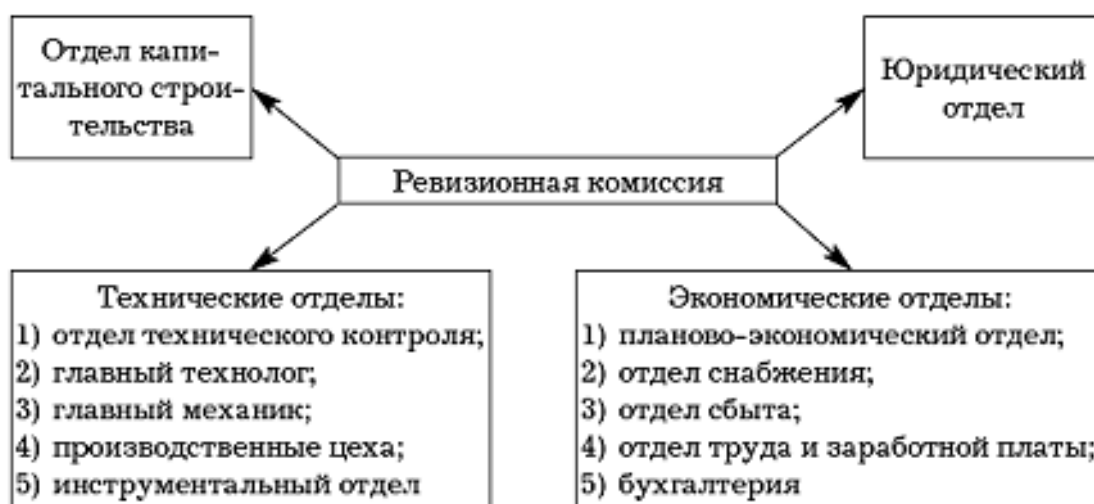 Отдел капи-
тального строи-
тельства
Юридический
отдел
Ревизионная комиссия
Технические отделы:
1) отдел технического контроля;
2) главный технолог;
3) главный механик;
4) производственные цеха;
5) инструментальный отдел
Экономические отделы:
1) планово-экономический отдел;
2) отдел снабжения;
3) отдел сбыта;
4) отдел труда и заработной платы;
5) бухгалтерия